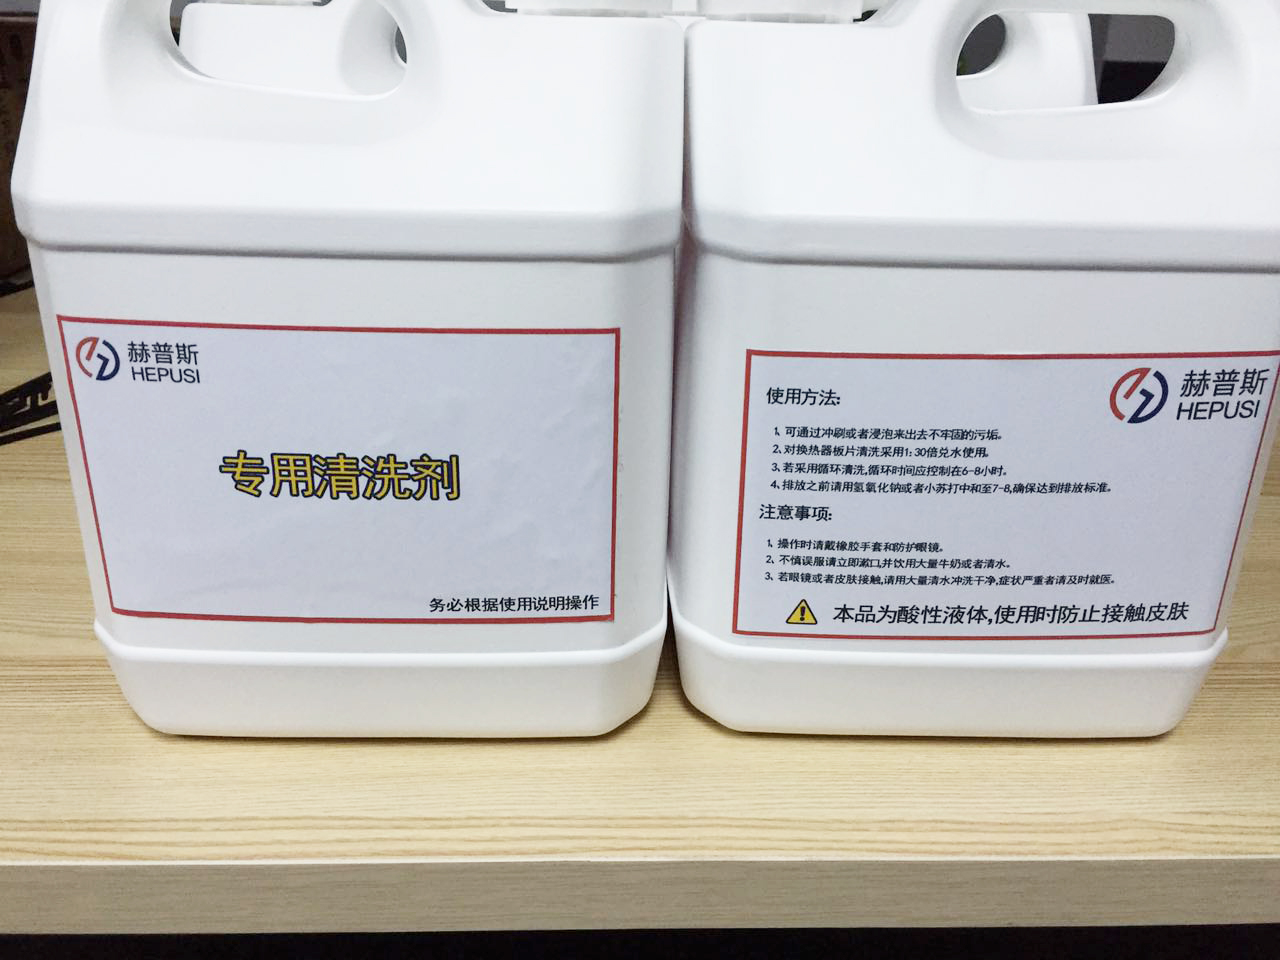 赫普斯
HEPUSI
专用清洗剂
务必根据使用说明操作
赫普斯
HEPUSI
使用方法:
1、可通过冲刷或者浸泡来出去不牢固的污垢。
2、对换热器板片清洗采用1:30倍兑水使用。
3、若采用循环清洗,循环时间应控制在6-8小时。
4、排放之前请用氢氧化钠或者小苏打中和至7-8,确保达到排放标准。
注意事项:
1、操作时请戴橡胶手套和防护眼镜。
2、不慎误服请立即漱口,并饮用大量牛奶或者清水。
3、若眼镜或者皮肤接触,请用大量清水冲洗干净,症状严重者请及时就医。
本品为酸性液体,使用时防止接触皮肤